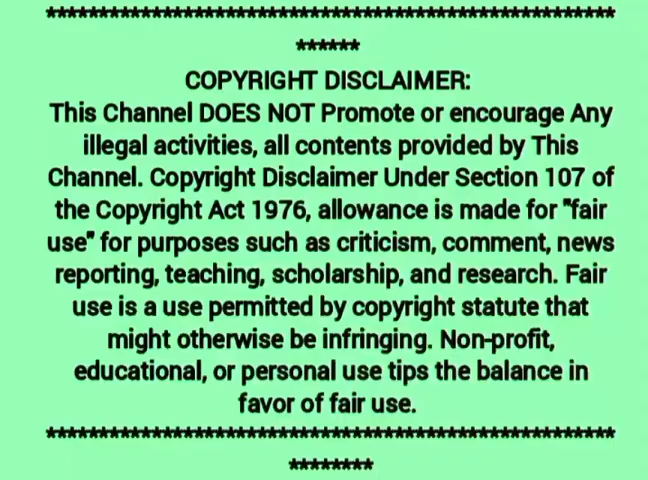 ******************************************************
******
COPYRIGHT DISCLAIMER:
This Channel DOES NOT Promote or encourage Any
illegal activities, all contents provided by This
Channel. Copyright Disclaimer Under Section 107 of
the Copyright Act 1976, allowance is made for "fair
use" for purposes such as criticism, comment, news
reporting, teaching, scholarship, and research. Fair
use is a use permitted by copyright statute that
might otherwise be infringing. Non-profit,
educational, or personal use tips the balance in
favor of fair use.
******************************************************
********